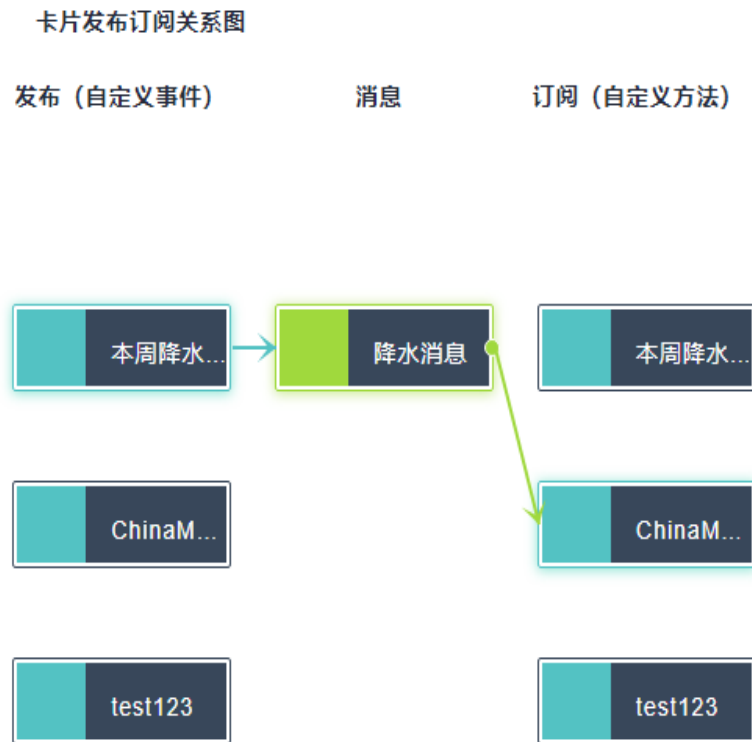 卡片发布订阅关系图
发布（自定义事件） 消息 订阅（自定义方法）
本周降水... 降水消息 本周降水...
ChinaM... ChinaM...
test123 test123